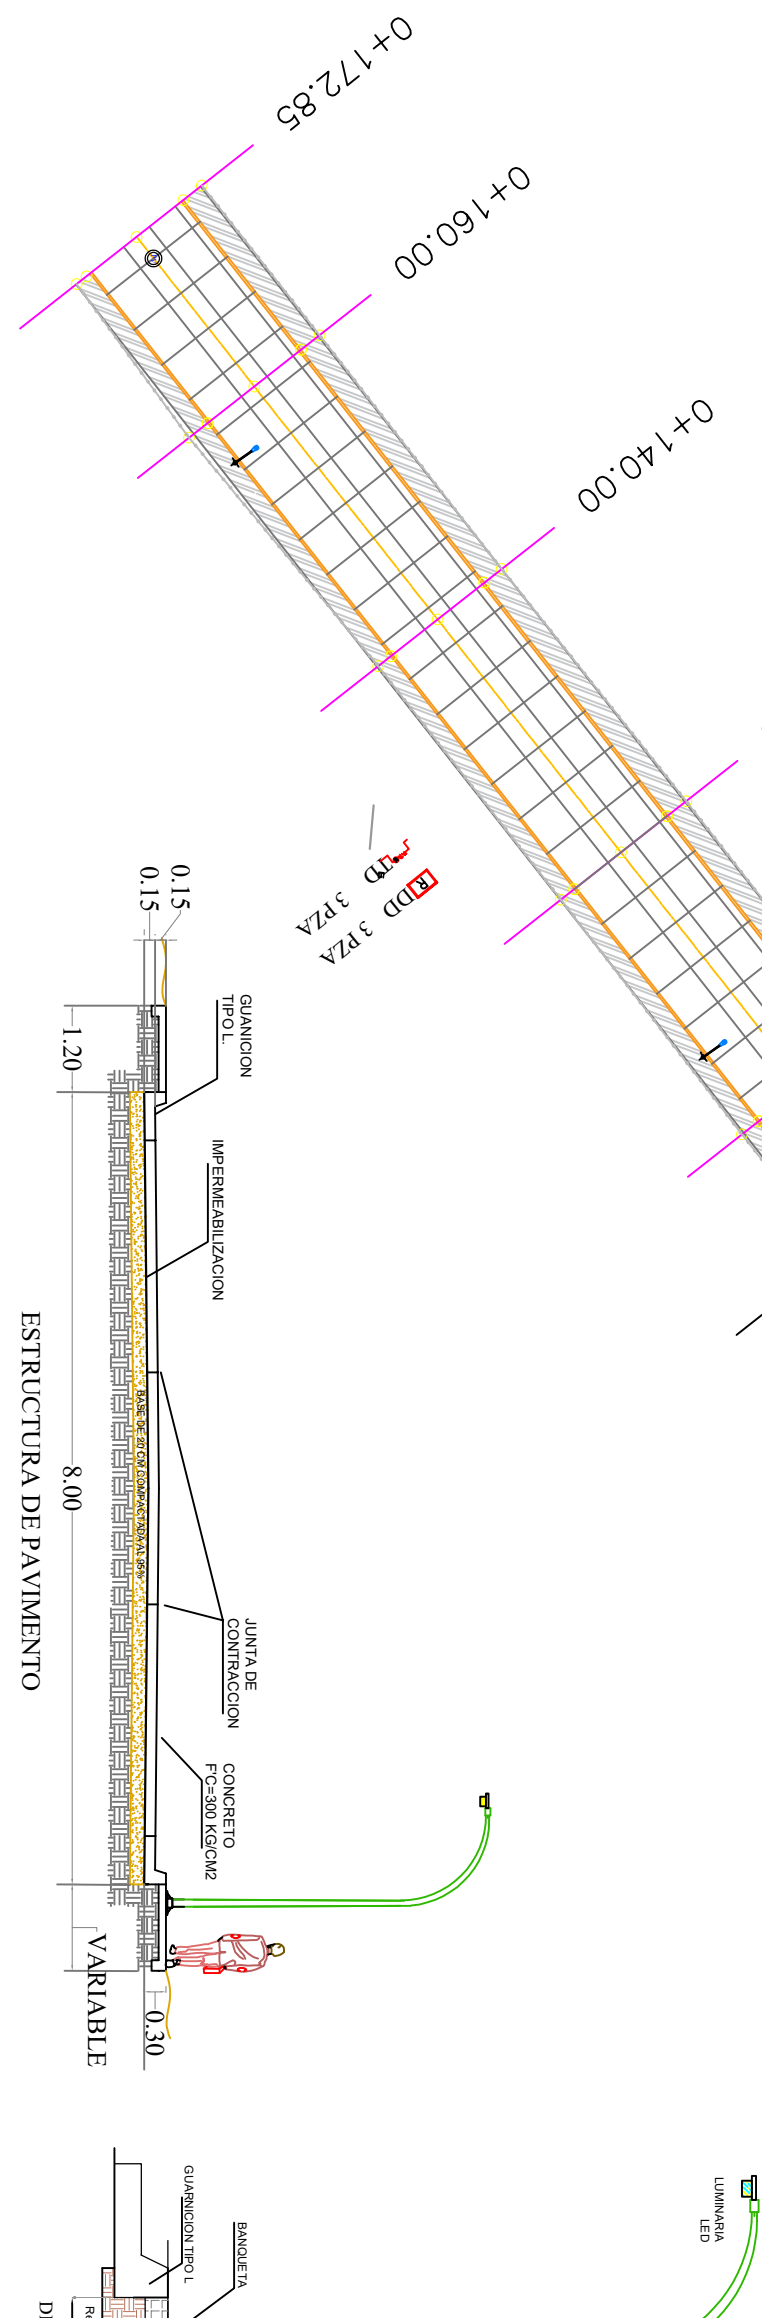 0+172.85
0+160.00
0+140.00
TD
3 PZA
R
DD
3 PZA
0.15
0.15
1.20
GUANICION
TIPO L.
IMPERMEABILIZACION
BASE DE 20 CM COMPACTADA AL 95%
8.00
ESTRUCTURA DE PAVIMENTO
JUNTA DE
CONTRACCION
CONCRETO
F'C=300 KG/CM2
VARIABLE
0.30
GUARNICION TIPO L
BANQUETA
LUMINARIA
LED